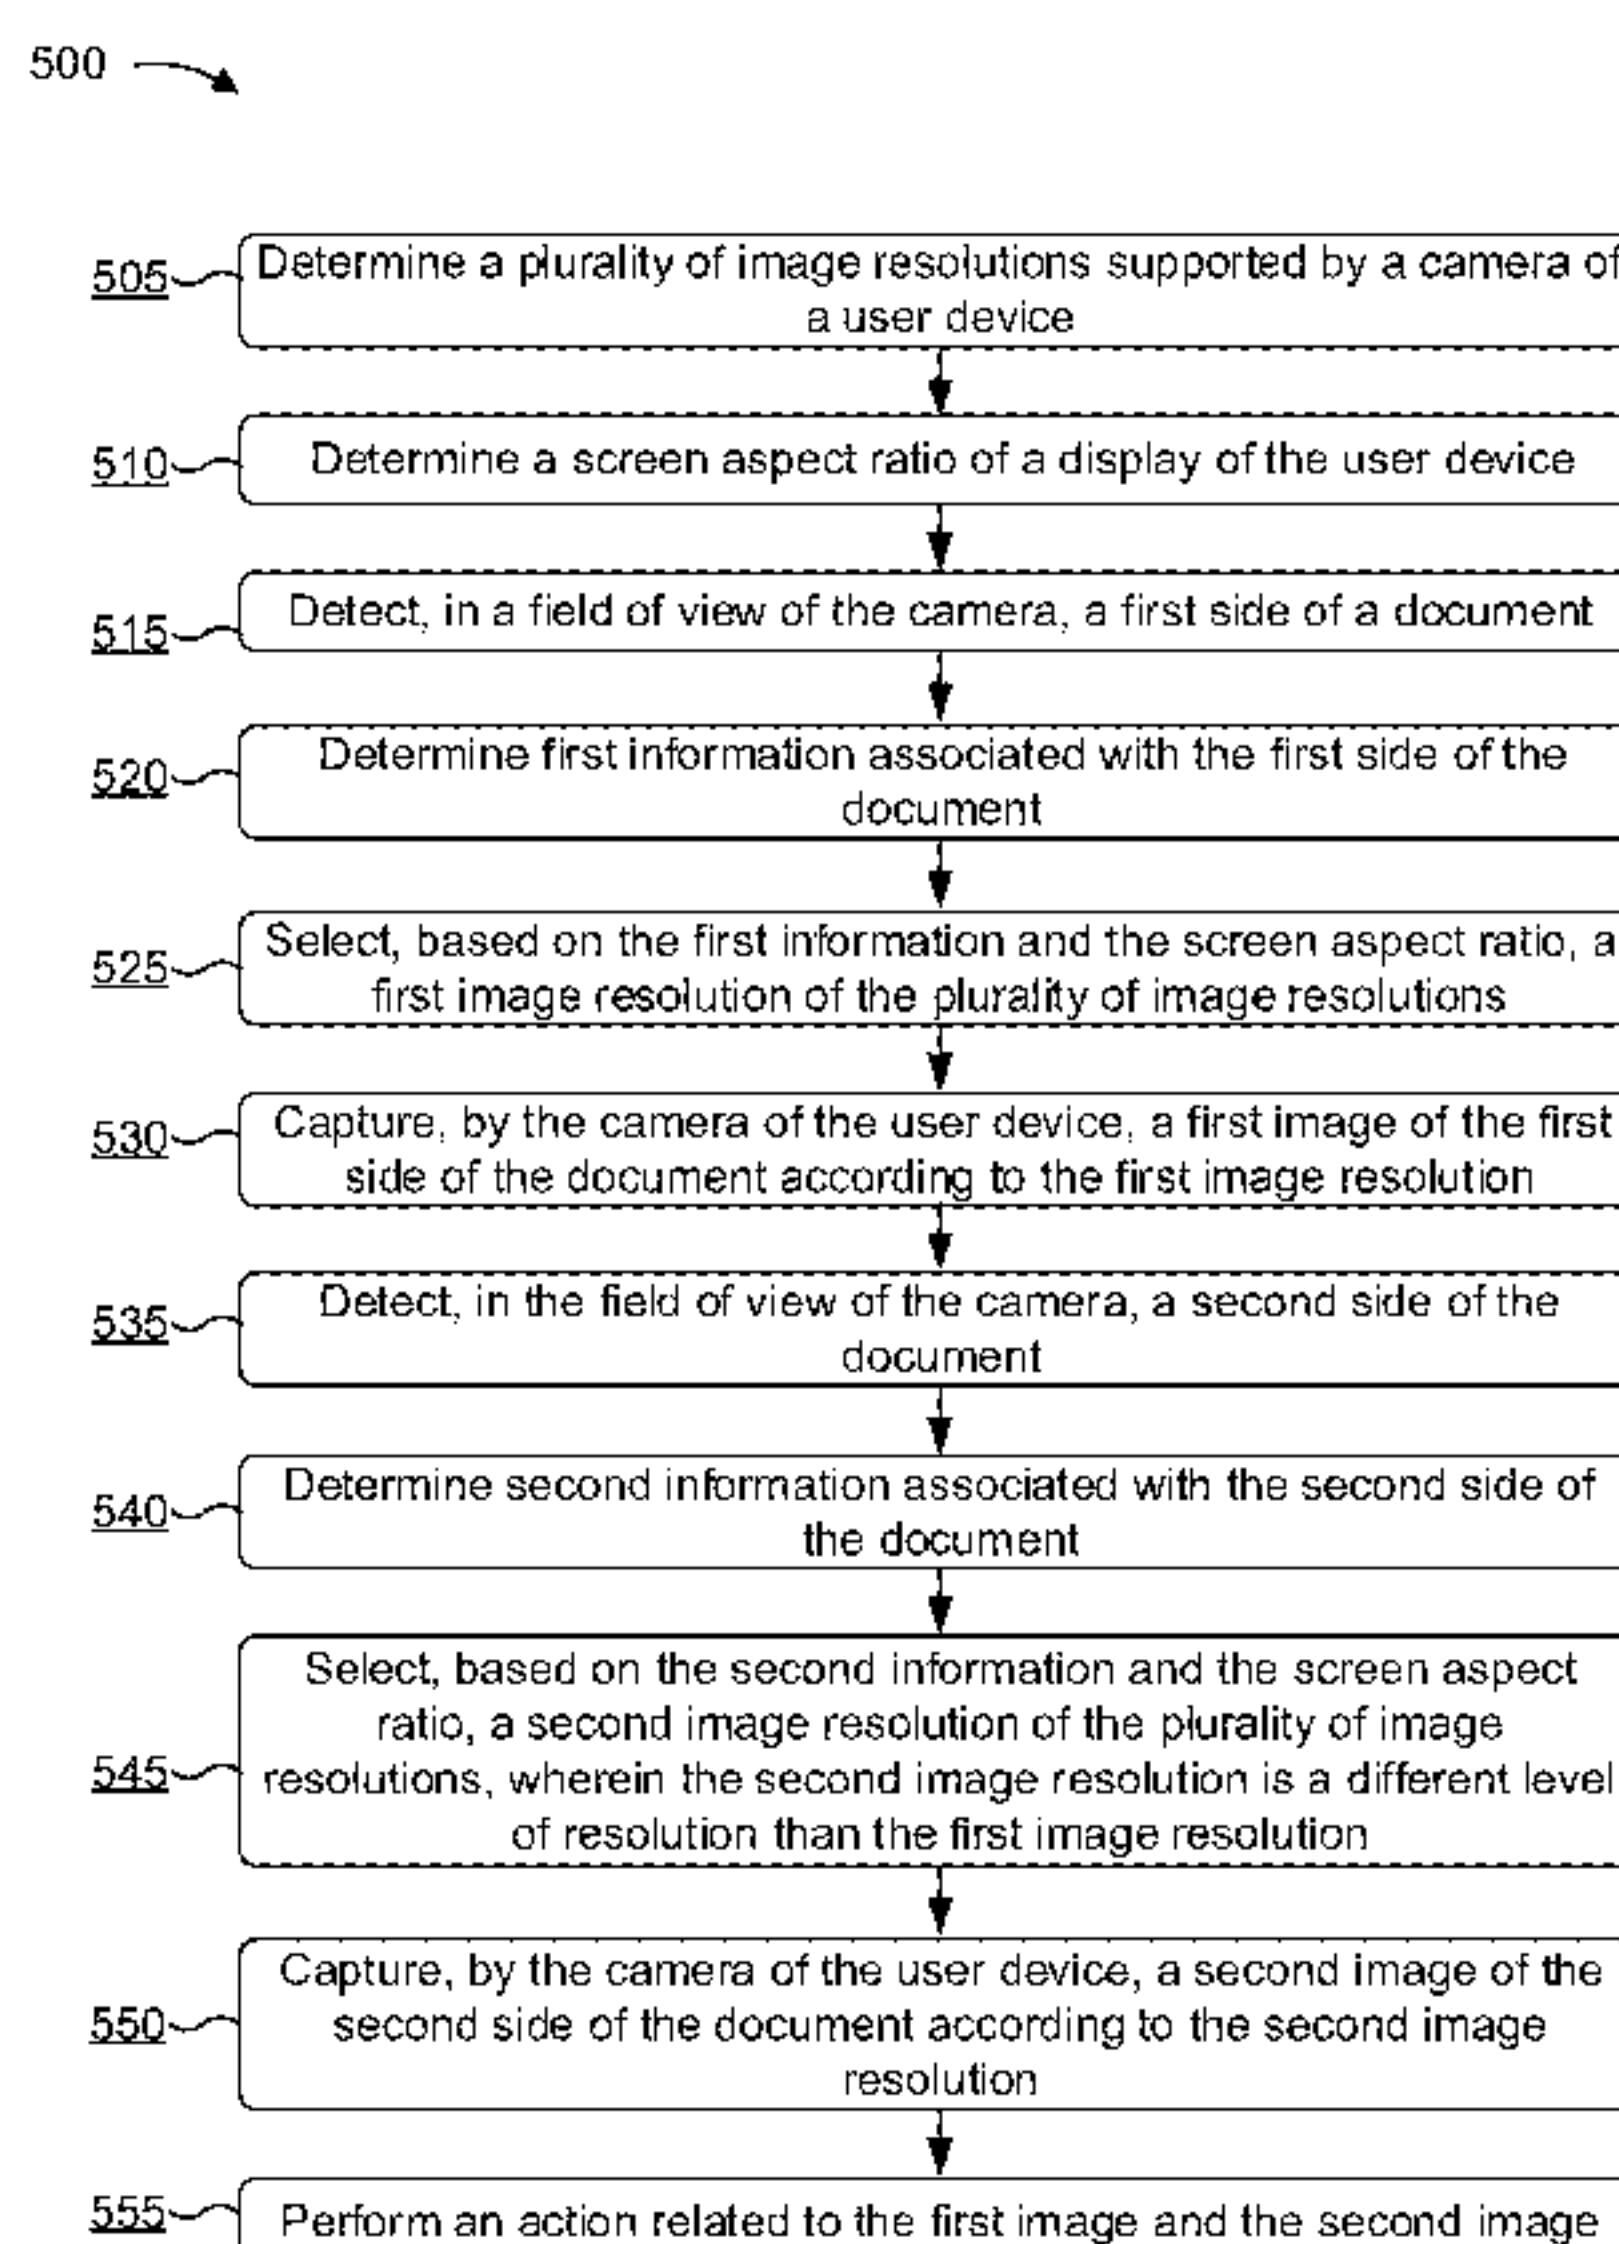 500
505
Determine a plurality of image resolutions supported by a camera of
a user device
510
Determine a screen aspect ratio of a display of the user device
515
Detect, in a field of view of the camera, a first side of a document
520
Determine first information associated with the first side of the
document
525
Select, based on the first information and the screen aspect ratio, a
first image resolution of the plurality of image resolutions
530
Capture, by the camera of the user device, a first image of the first
side of the document according to the first image resolution
535
Detect, in the field of view of the camera, a second side of the
document
540
Determine second information associated with the second side of
the document
545
Select, based on the second information and the screen aspect
ratio, a second image resolution of the plurality of image
resolutions, wherein the second image resolution is a different level
of resolution than the first image resolution
550
Capture, by the camera of the user device, a second image of the
second side of the document according to the second image
resolution
555
Perform an action related to the first image and the second image